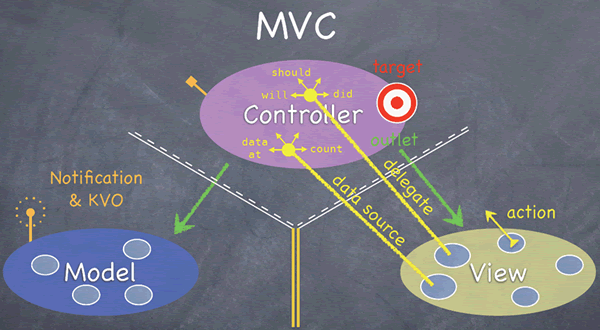 MVC
should
target
will
did
Controller
data
at
count
outlet
Notification
& KVO
delegate
data source
action
Model
View